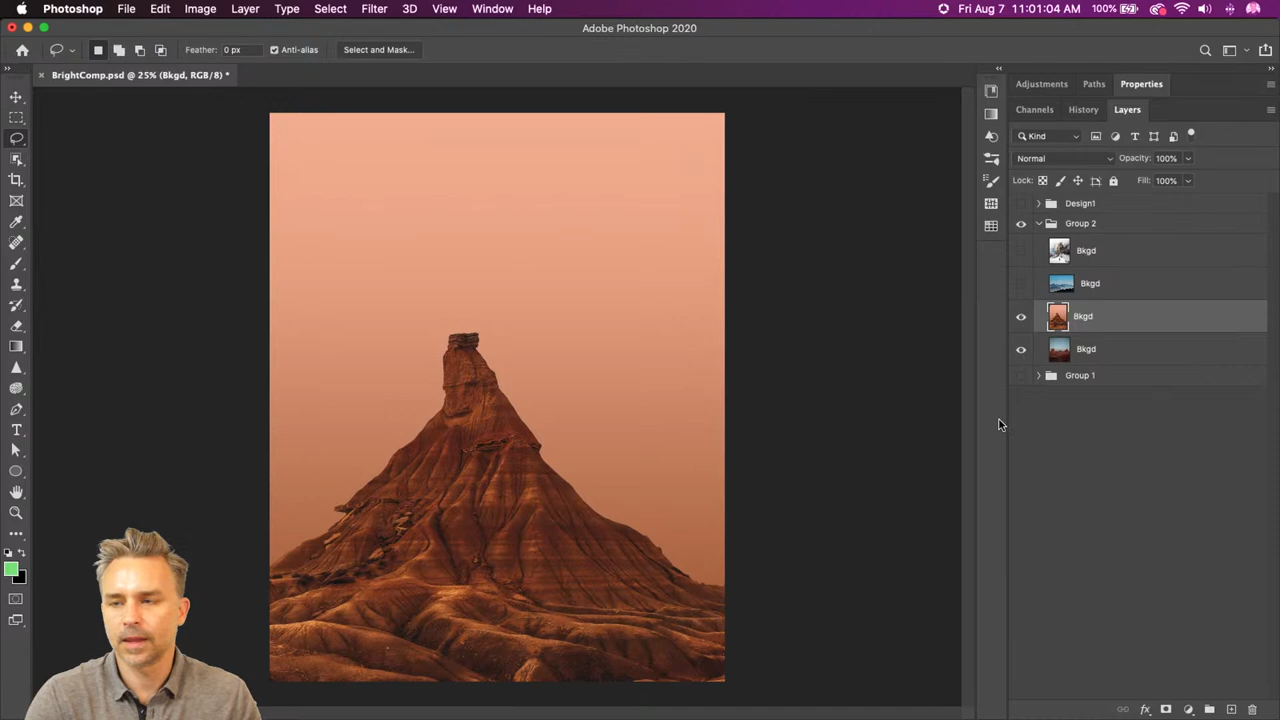 Photoshop File Edit Image Layer Type Select Filter 3D View Window Help 100% Fri Aug 7 11:01:04 AM
Adobe Photoshop 2020
Feather: 0 px Anti-alias Select and Mask...
BrightComp.psd @ 25% (Bkgd, RGB/8) *
Adjustments Paths Properties
Channels History Layers
Kind
Normal Opacity: 100%
Lock: Fill: 100%
Design1
Group 2
Bkgd
Bkgd
Bkgd
Bkgd
Group 1